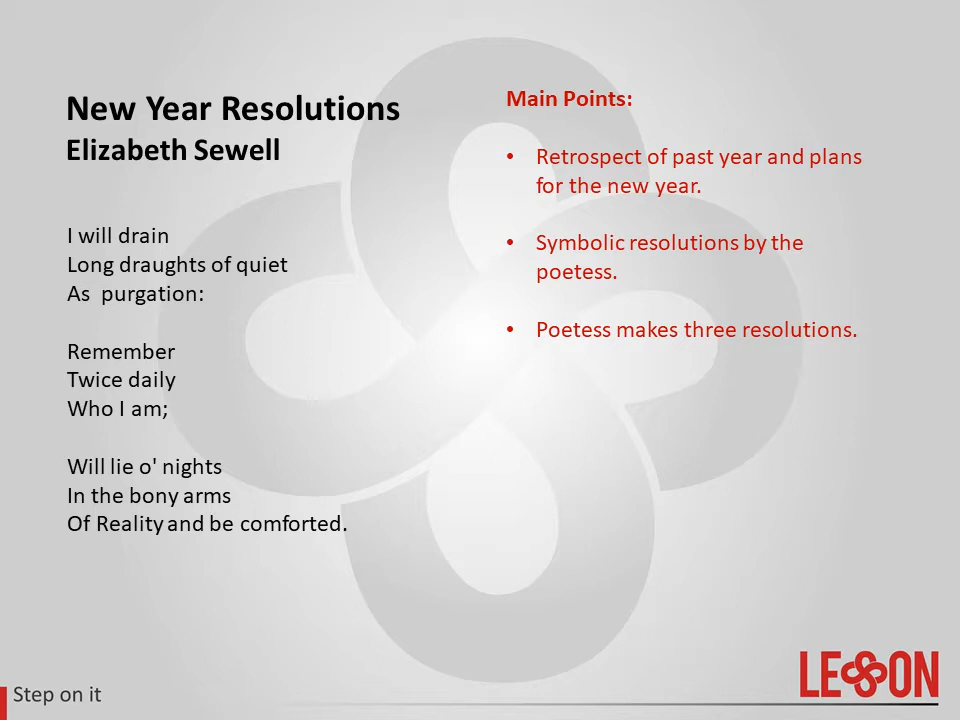 New Year Resolutions
Elizabeth Sewell
I will drain
Long draughts of quiet
As purgation:
Remember
Twice daily
Who I am;
Will lie o' nights
In the bony arms
Of Reality and be comforted.
Main Points:
• Retrospect of past year and plans
for the new year.
• Symbolic resolutions by the
poetess.
• Poetess makes three resolutions.
Step on it
LESSON